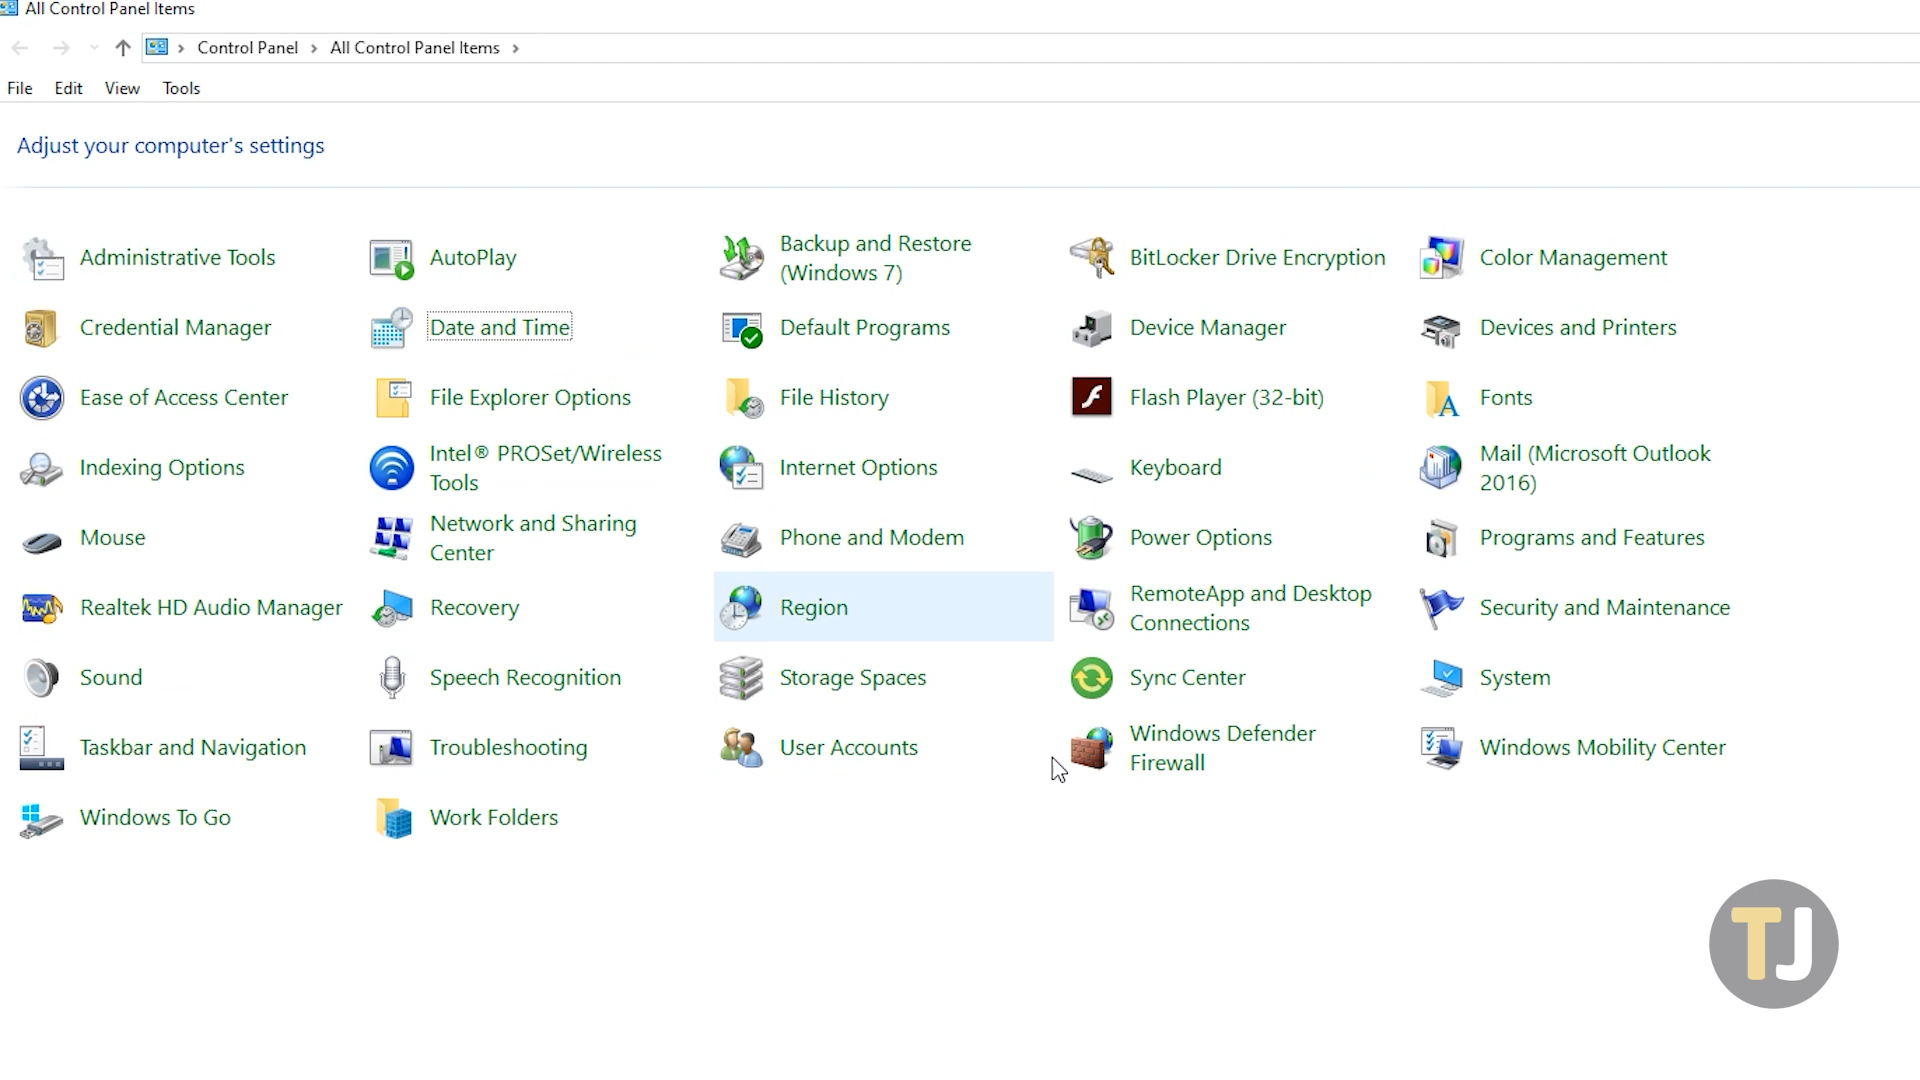 All Control Panel Items
Control Panel > All Control Panel Items >
File Edit View Tools
Adjust your computer's settings
Administrative Tools
AutoPlay
Backup and Restore
(Windows 7)
BitLocker Drive Encryption
Color Management
Credential Manager
Date and Time
Default Programs
Device Manager
Devices and Printers
Ease of Access Center
File Explorer Options
File History
Flash Player (32-bit)
Fonts
Indexing Options
Intel® PROSet/Wireless
Tools
Internet Options
Keyboard
Mail (Microsoft Outlook
2016)
Mouse
Network and Sharing
Center
Phone and Modem
Power Options
Programs and Features
Realtek HD Audio Manager
Recovery
Region
RemoteApp and Desktop
Connections
Security and Maintenance
Sound
Speech Recognition
Storage Spaces
Sync Center
System
Taskbar and Navigation
Troubleshooting
User Accounts
Windows Defender
Firewall
Windows Mobility Center
Windows To Go
Work Folders
TJ